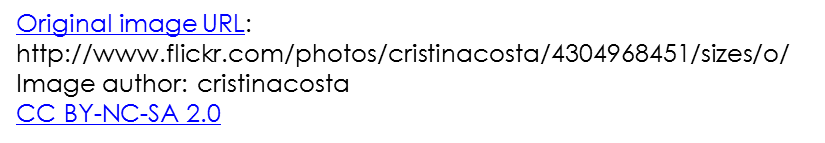 Original image URL:
http://www.flickr.com/photos/cristinacosta/4304968451/sizes/o/
Image author: cristinacosta
CC BY-NC-SA 2.0